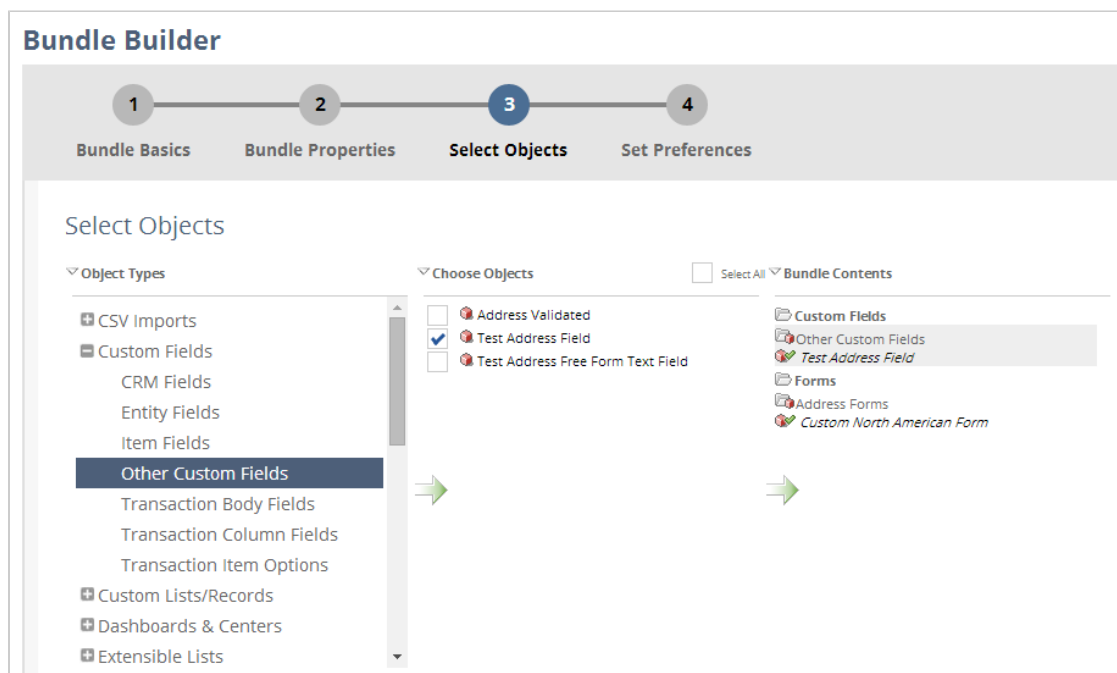 Bundle Builder
1 2 3 4
Bundle Basics Bundle Properties Select Objects Set Preferences
Select Objects
Object Types
CSV Imports
Custom Fields
CRM Fields
Entity Fields
Item Fields
Other Custom Fields
Transaction Body Fields
Transaction Column Fields
Transaction Item Options
Custom Lists/Records
Dashboards & Centers
Extensible Lists
Choose Objects Select All
Address Validated
Test Address Field
Test Address Free Form Text Field
Bundle Contents
Custom Fields
Other Custom Fields
Test Address Field
Forms
Address Forms
Custom North American Form